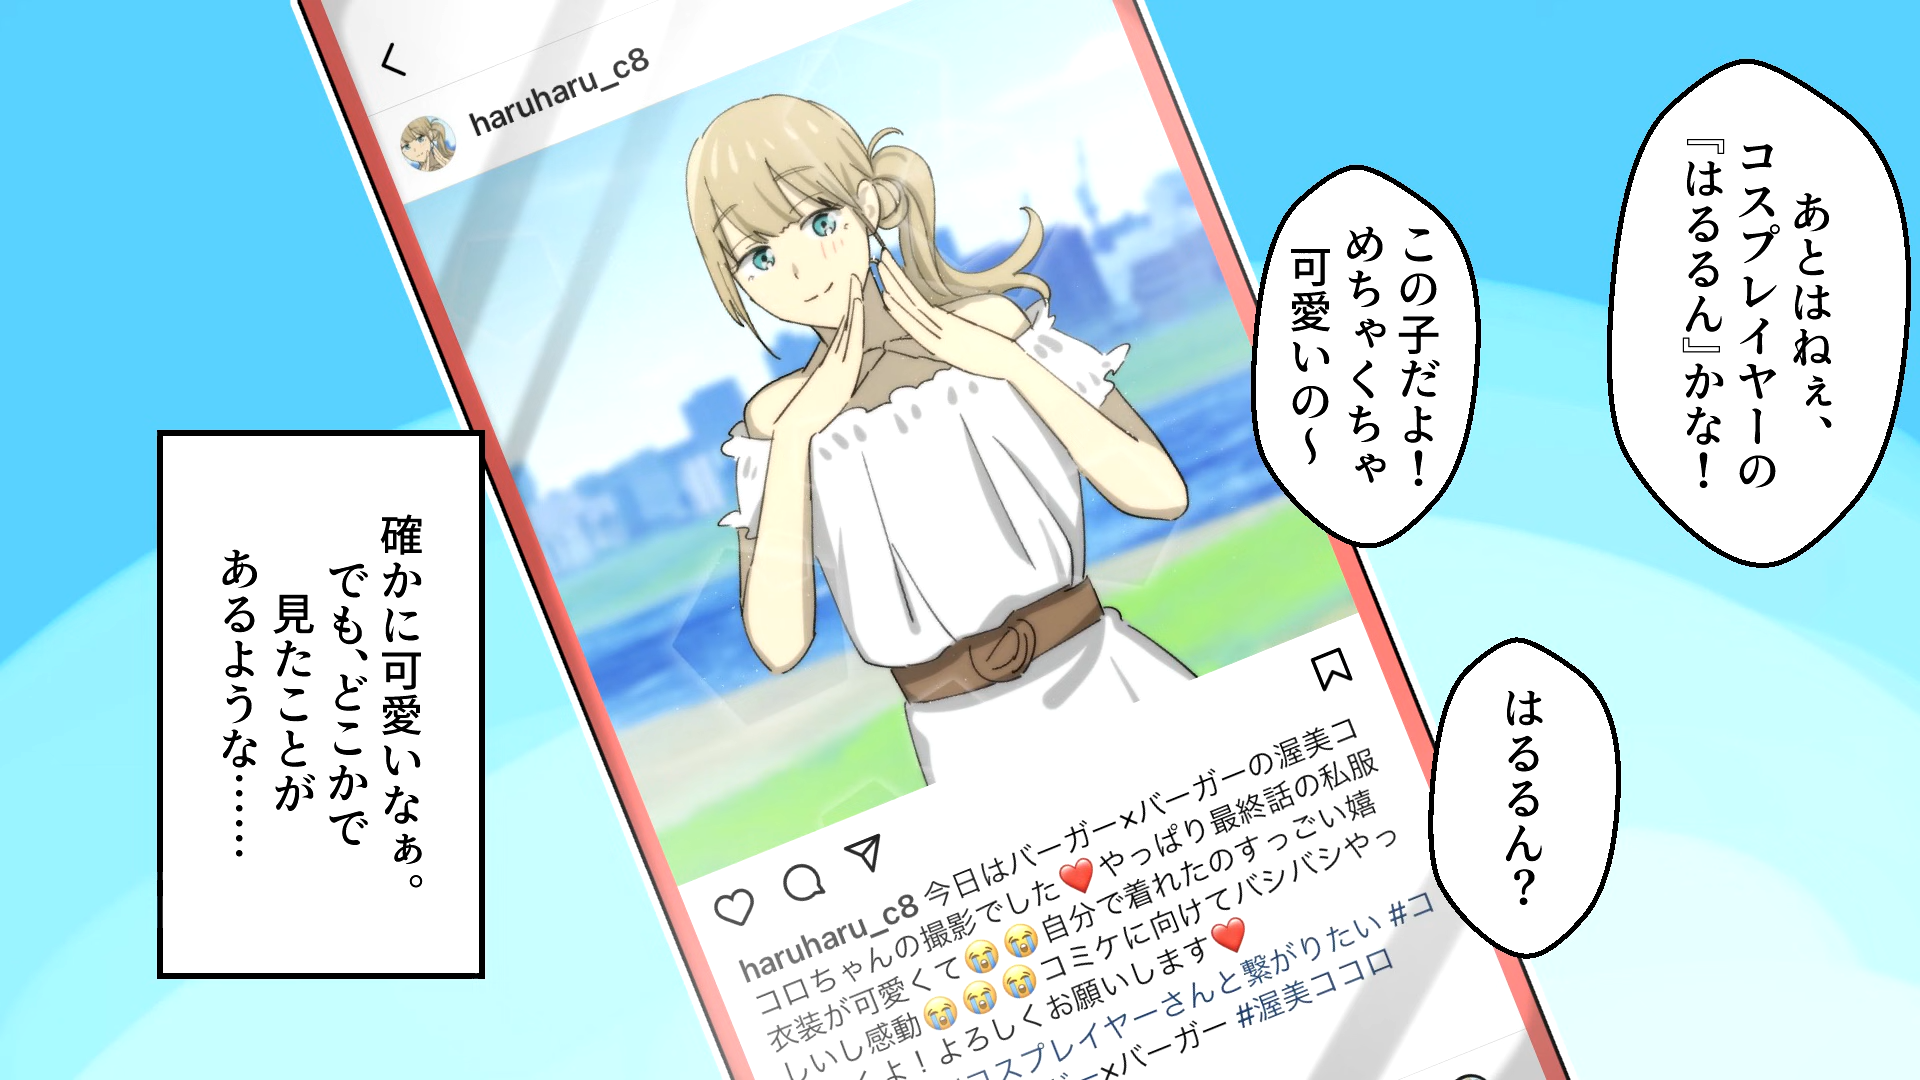 あとはねぇ、
コスプレイヤーの
『はるるん』かな！
この子だよ！
めちゃくちゃ
可愛いの～
はるるん？
確かに可愛いなぁ。
でも、どこかで
見たことが
あるような……
haruharu_c8
haruharu_c8 今日はバーガー×バーガーの渥美コ
コロちゃんの撮影でした❤️やっぱり最終話の私服
衣装が可愛くて😭😭自分で着れたのすっごい嬉
しいし感動😭😭😭コミケに向けてバシバシやっ
くよ！よろしくお願いします❤️
コスプレイヤーさんと繋がりたい #コ
ー×バーガー #渥美ココロ